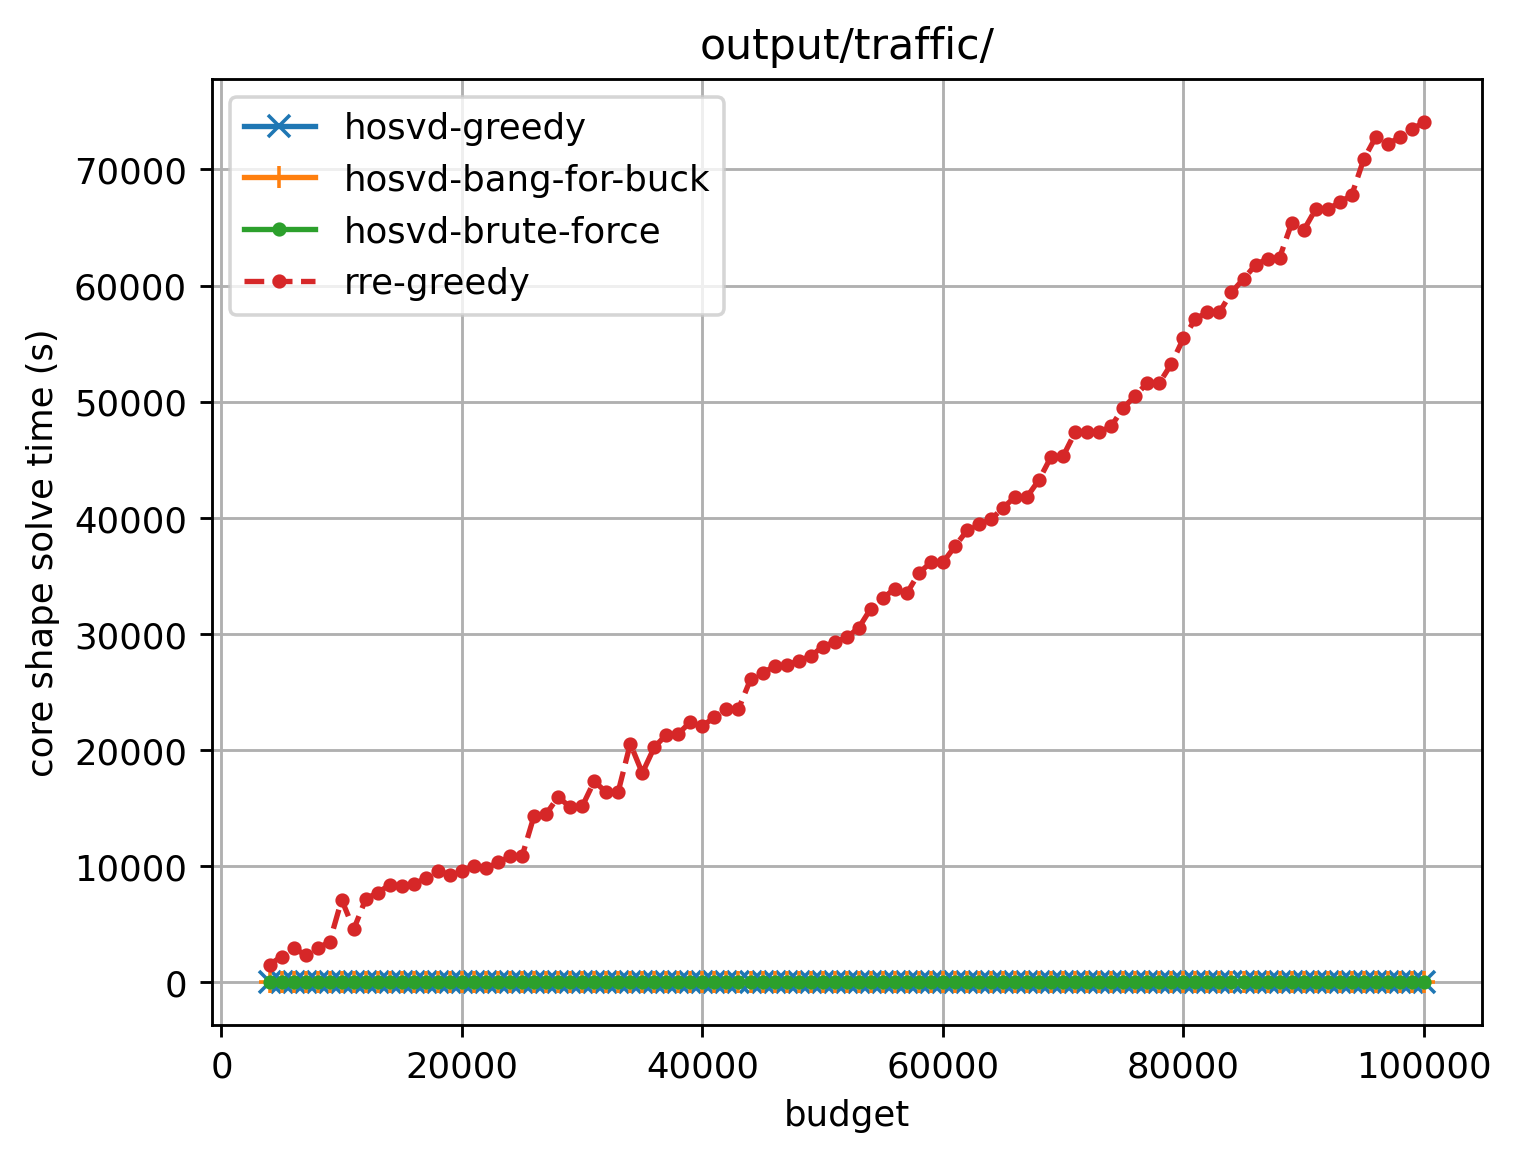 output/traffic/
hosvd-greedy
hosvd-bang-for-buck
hosvd-brute-force
rre-greedy
core shape solve time (s)
70000
60000
50000
40000
30000
20000
10000
0
0 20000 40000 60000 80000 100000
budget